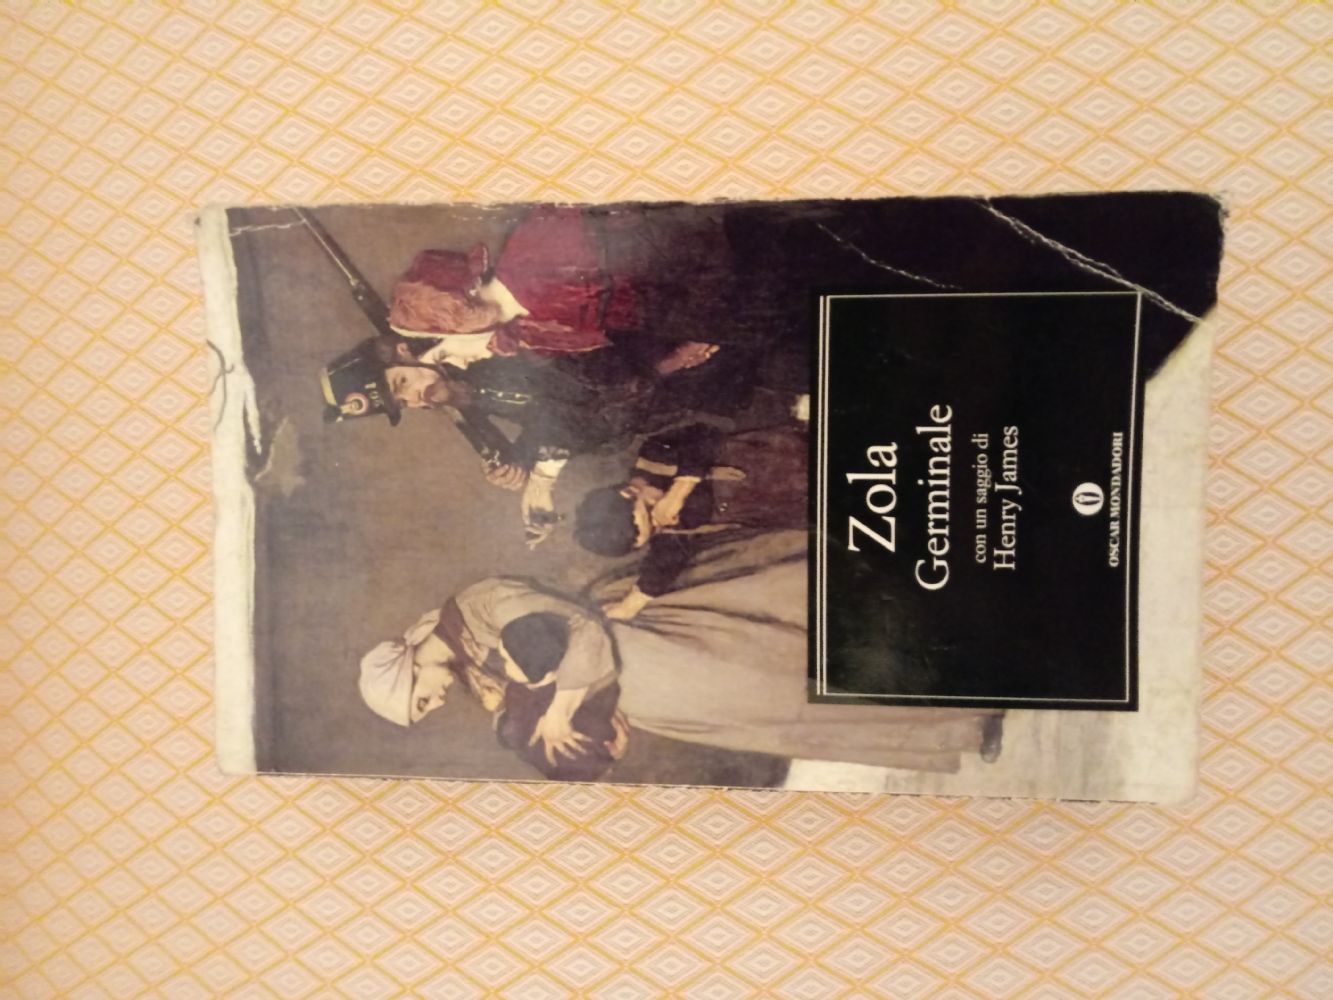 Zola
Germinale
con un saggio di
Henry James
OSCAR MONDADORI